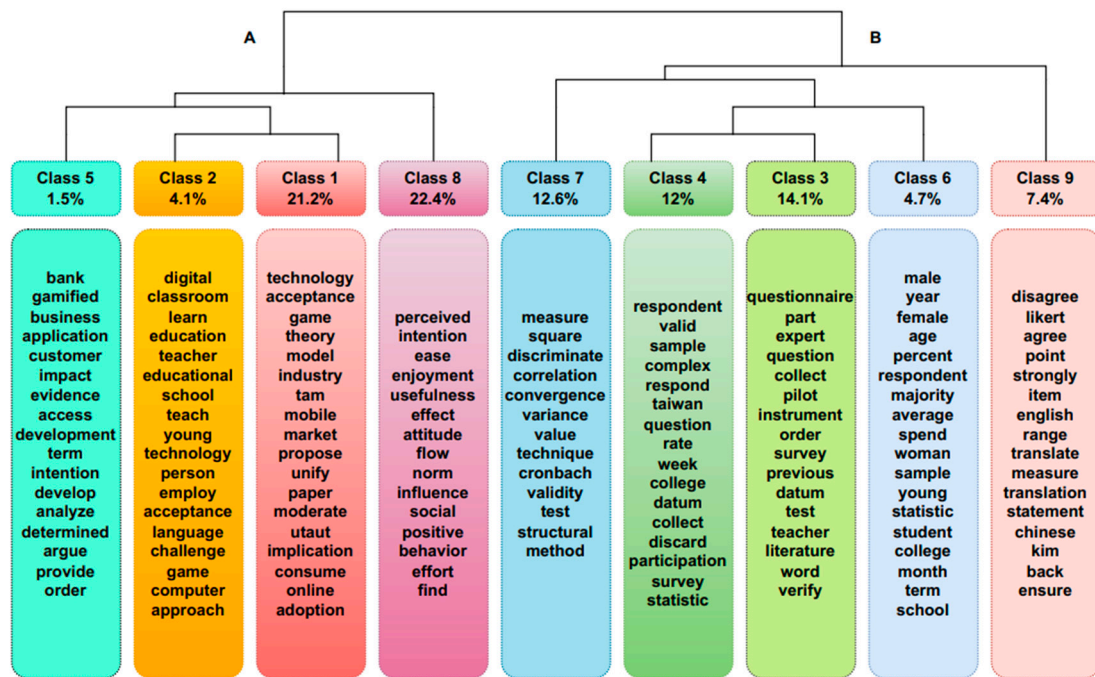 A
B
Class 5
1.5%
Class 2
4.1%
Class 1
21.2%
Class 8
22.4%
Class 7
12.6%
Class 4
12%
Class 3
14.1%
Class 6
4.7%
Class 9
7.4%
bank
gamified
business
application
customer
impact
evidence
access
development
term
intention
develop
analyze
determined
argue
provide
order
digital
classroom
learn
education
teacher
educational
school
teach
young
technology
person
employ
acceptance
language
challenge
game
computer
approach
technology
acceptance
game
theory
model
industry
tam
mobile
market
propose
unify
paper
moderate
utaut
implication
consume
online
adoption
perceived
intention
ease
enjoyment
usefulness
effect
attitude
flow
norm
influence
social
positive
behavior
effort
find
measure
square
discriminate
correlation
convergence
variance
value
technique
cronbach
validity
test
structural
method
respondent
valid
sample
complex
respond
taiwan
question
rate
week
college
datum
collect
discard
participation
survey
statistic
questionnaire
part
expert
question
collect
pilot
instrument
order
survey
previous
datum
test
teacher
literature
word
verify
male
year
female
age
percent
respondent
majority
average
spend
woman
sample
young
statistic
student
college
month
term
school
disagree
likert
agree
point
strongly
item
english
range
translate
measure
translation
statement
chinese
kim
back
ensure